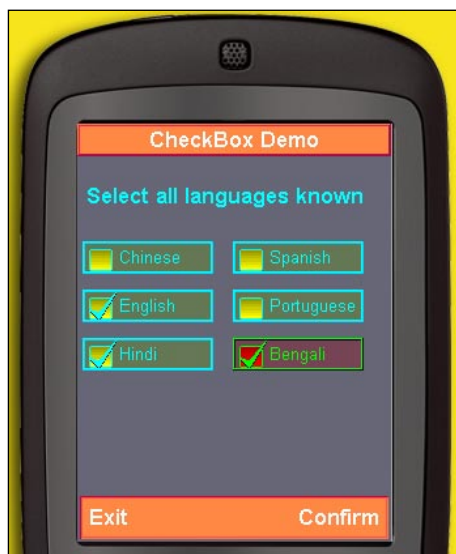 CheckBox Demo
Select all languages known
Chinese Spanish
English Portuguese
Hindi Bengali
Exit Confirm